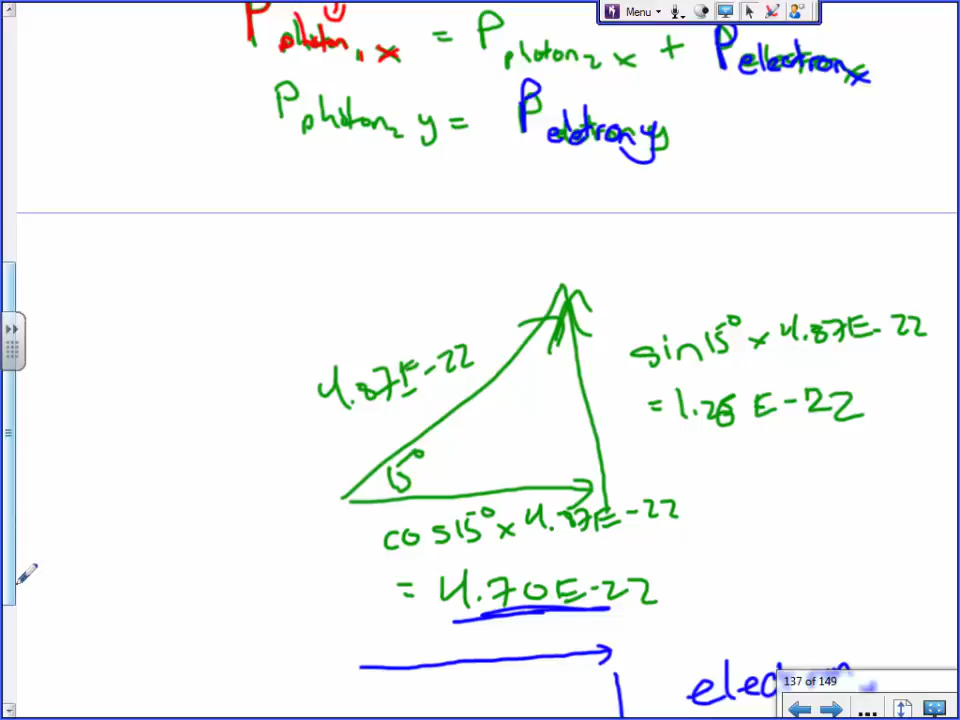 Menu
P photon 1 x = P photon 2 x + P electron x
P photon 2 y = P eletron y
4.87E-22
sin 15° x 4.87E-22
= 1.26 E-22
15°
cos 15° x 4.87E-22
= 4.70E-22
137 of 149